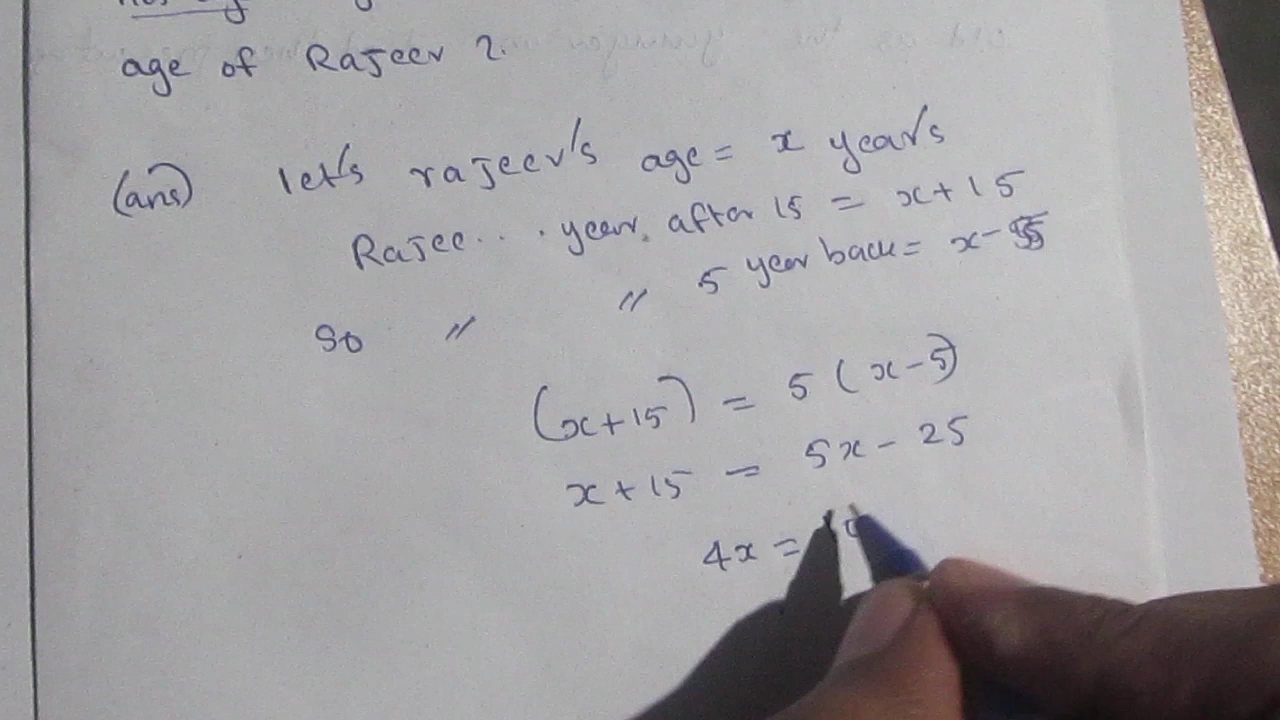 age of Rajeev ?.
(ans) let's rajeev's age = x years
Rajee... year. after 15 = x+15
So " " 5 year back = x-5
(x+15) = 5(x-5)
x+15 = 5x-25
4x =